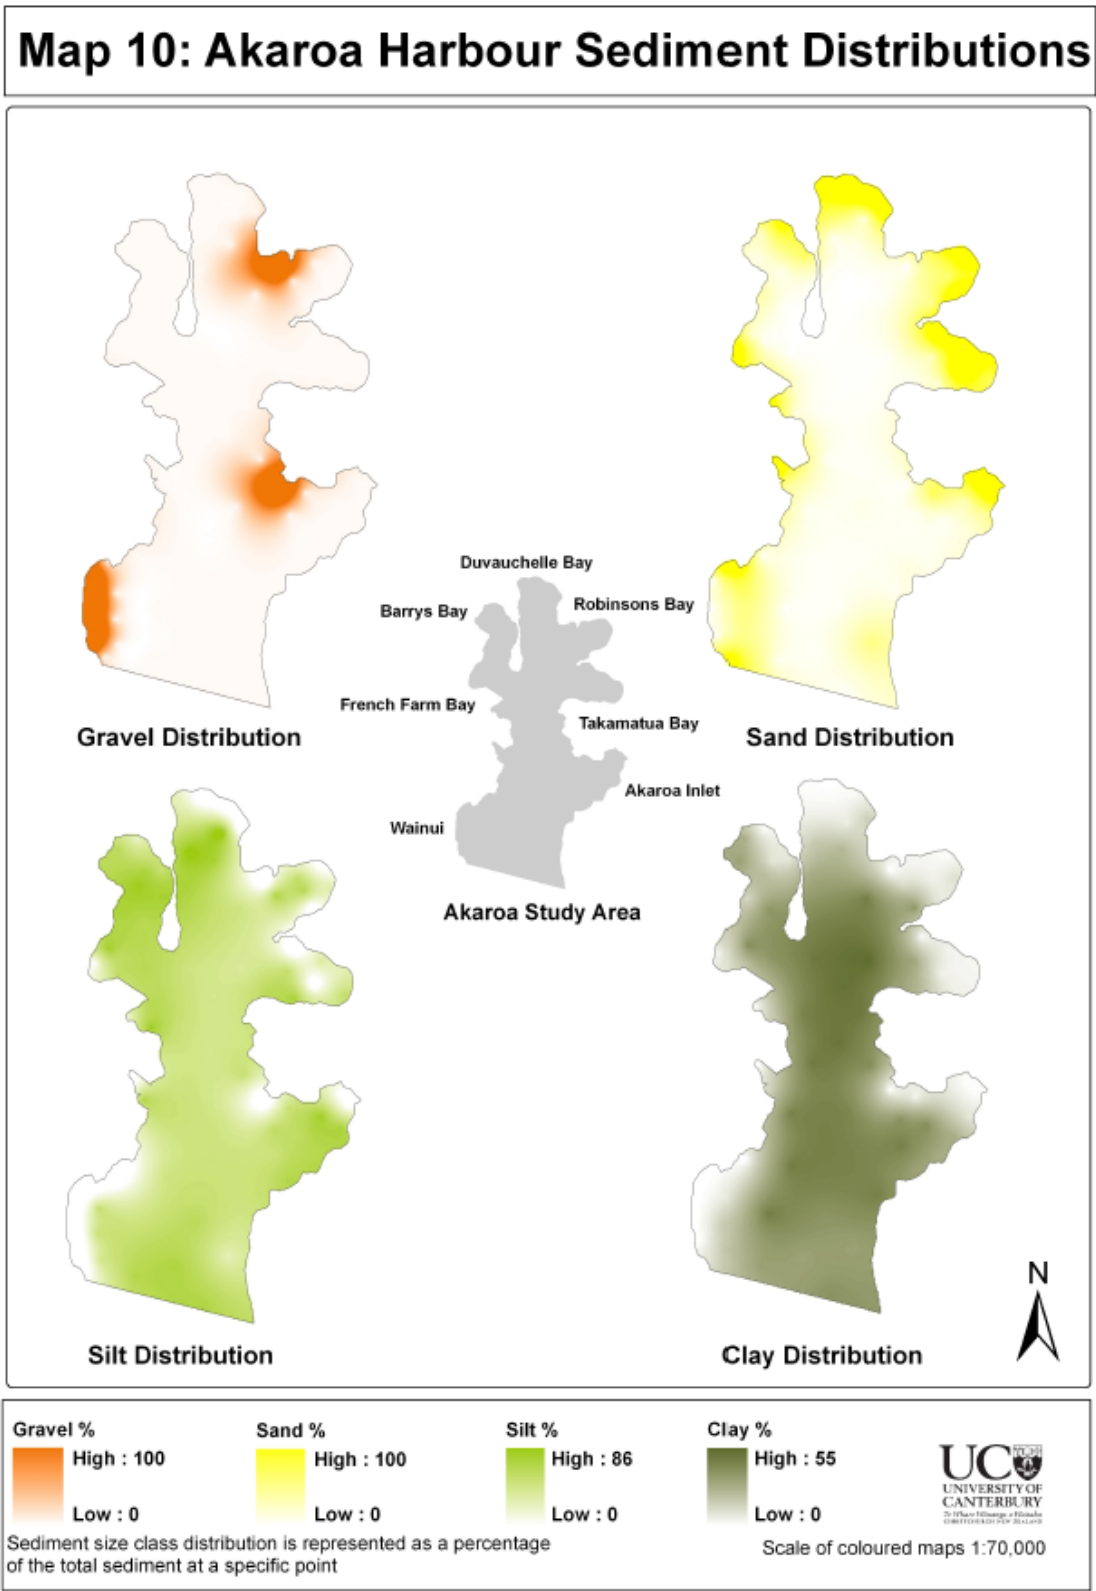 Map 10: Akaroa Harbour Sediment Distributions
Duvauchelle Bay
Robinsons Bay
Barrys Bay
French Farm Bay
Takamatua Bay
Akaroa Inlet
Wainui
Akaroa Study Area
Gravel Distribution
Sand Distribution
N
Silt Distribution
Clay Distribution
Gravel %
High : 100
Low : 0
Sand %
High : 100
Low : 0
Silt %
High : 86
Low : 0
Clay %
High : 55
Low : 0
UC
UNIVERSITY OF
CANTERBURY
Sediment size class distribution is represented as a percentage
of the total sediment at a specific point
Scale of coloured maps 1:70,000